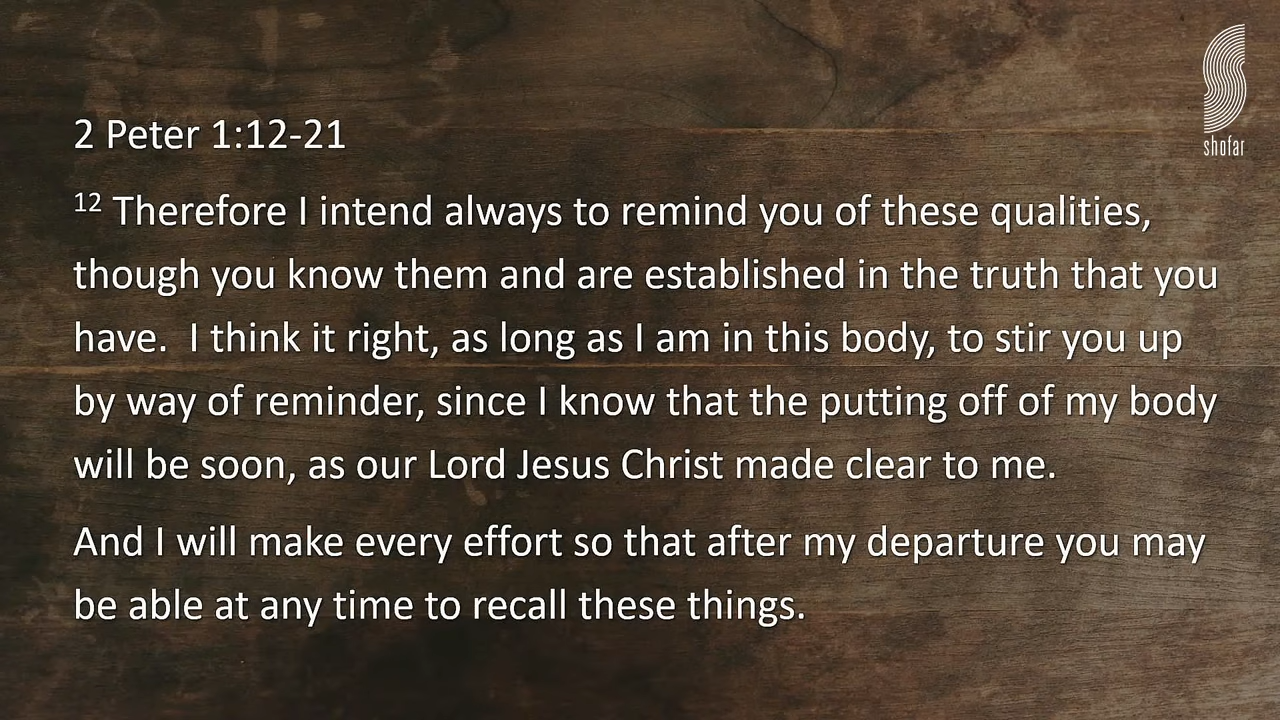 shofar
2 Peter 1:12-21
12 Therefore I intend always to remind you of these qualities,
though you know them and are established in the truth that you
have.  I think it right, as long as I am in this body, to stir you up
by way of reminder, since I know that the putting off of my body
will be soon, as our Lord Jesus Christ made clear to me.
And I will make every effort so that after my departure you may
be able at any time to recall these things.